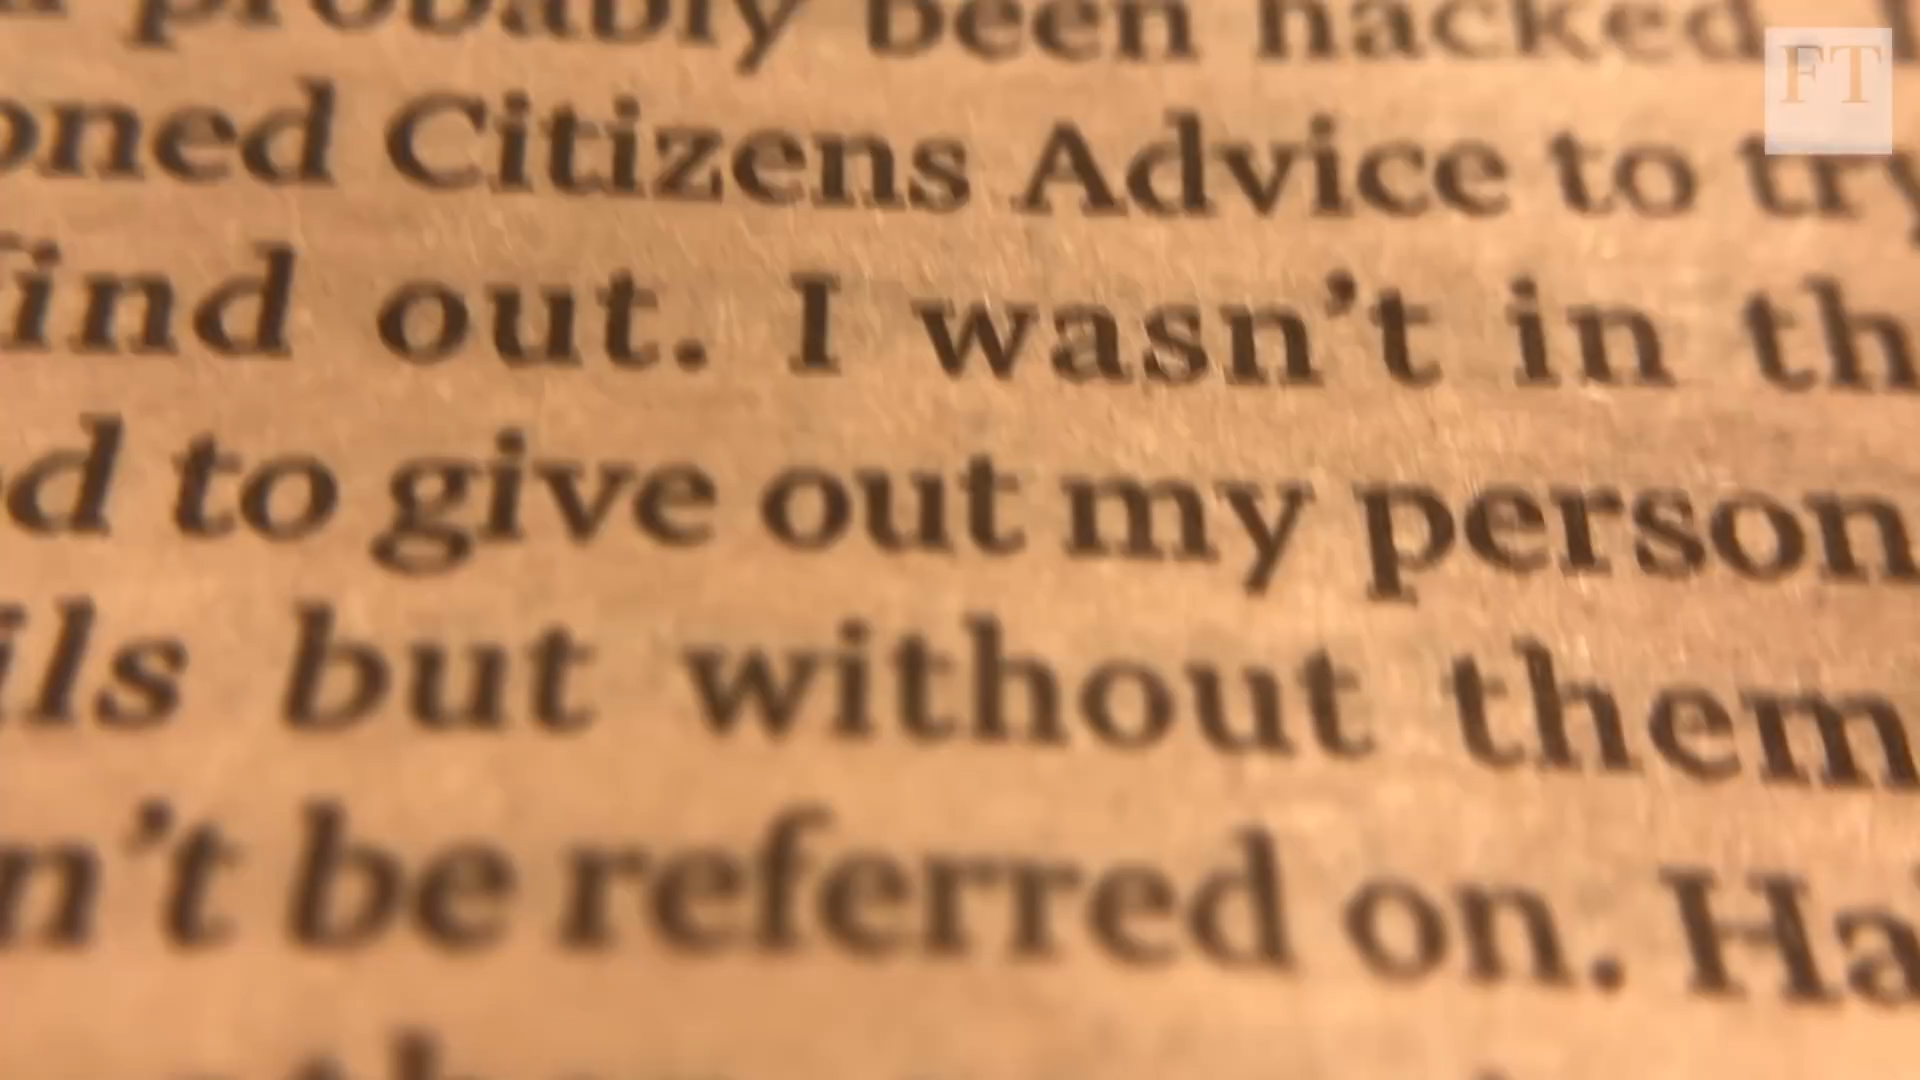 probably been hacked
FT
oned Citizens Advice to try
find out. I wasn't in th
d to give out my person
ils but without them
n't be referred on. Ha